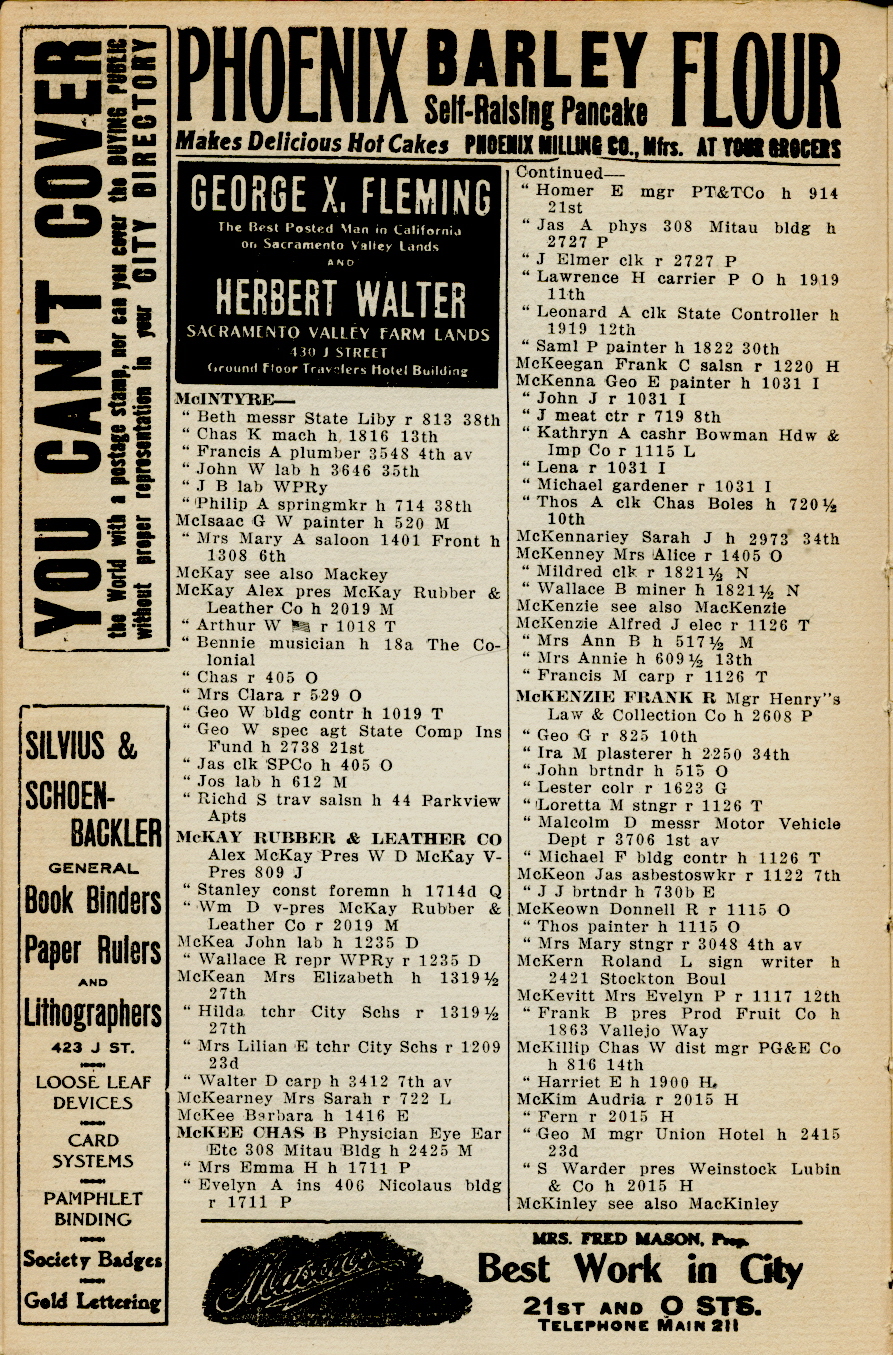 PHOENIX BARLEY FLOUR
Self-Raising Pancake
Makes Delicious Hot Cakes PHOENIX MILLING CO., Mfrs. AT YOUR GROCERS
YOU CAN'T COVER
the World with a postage stamp, nor can you cover the BUYING PUBLIC
without proper representation in your CITY DIRECTORY
SILVIUS &
SCHOEN-
BACKLER
GENERAL
Book Binders
Paper Rulers
AND
Lithographers
423 J ST.
LOOSE LEAF
DEVICES
CARD
SYSTEMS
PAMPHLET
BINDING
Society Badges
Gold Lettering
GEORGE X. FLEMING
The Best Posted Man in California
on Sacramento Valley Lands
AND
HERBERT WALTER
SACRAMENTO VALLEY FARM LANDS
430 J STREET
Ground Floor Travelers Hotel Building
McINTYRE—
" Beth messr State Liby r 813 38th
" Chas K mach h 1816 13th
" Francis A plumber 3548 4th av
" John W lab h 3646 35th
" J B lab WPRy
" Philip A springmkr h 714 38th
McIsaac G W painter h 520 M
" Mrs Mary A saloon 1401 Front h
1308 6th
McKay see also Mackey
McKay Alex pres McKay Rubber &
Leather Co h 2019 M
" Arthur W r 1018 T
" Bennie musician h 18a The Co-
lonial
" Chas r 405 O
" Mrs Clara r 529 O
" Geo W bldg contr h 1019 T
" Geo W spec agt State Comp Ins
Fund h 2738 21st
" Jas clk SPCo h 405 O
" Jos lab h 612 M
" Richd S trav salsn h 44 Parkview
Apts
McKAY RUBBER & LEATHER CO
Alex McKay Pres W D McKay V-
Pres 809 J
" Stanley const foremn h 1714d Q
" Wm D v-pres McKay Rubber &
Leather Co r 2019 M
McKea John lab h 1235 D
" Wallace R repr WPRy r 1235 D
McKean Mrs Elizabeth h 1319½
27th
" Hilda tchr City Schs r 1319½
27th
" Mrs Lilian E tchr City Schs r 1209
23d
" Walter D carp h 3412 7th av
McKearney Mrs Sarah r 722 L
McKee Barbara h 1416 E
McKEE CHAS B Physician Eye Ear
Etc 308 Mitau Bldg h 2425 M
" Mrs Emma H h 1711 P
" Evelyn A ins 406 Nicolaus bldg
r 1711 P
Continued—
" Homer E mgr PT&TCo h 914
21st
" Jas A phys 308 Mitau bldg h
2727 P
" J Elmer clk r 2727 P
" Lawrence H carrier P O h 1919
11th
" Leonard A clk State Controller h
1919 12th
" Saml P painter h 1822 30th
McKeegan Frank C salsn r 1220 H
McKenna Geo E painter h 1031 I
" John J r 1031 I
" J meat ctr r 719 8th
" Kathryn A cashr Bowman Hdw &
Imp Co r 1115 L
" Lena r 1031 I
" Michael gardener r 1031 I
" Thos A clk Chas Boles h 720½
10th
McKennariey Sarah J h 2973 34th
McKenney Mrs Alice r 1405 O
" Mildred clk r 1821½ N
" Wallace B miner h 1821½ N
McKenzie see also MacKenzie
McKenzie Alfred J elec r 1126 T
" Mrs Ann B h 517½ M
" Mrs Annie h 609½ 13th
" Francis M carp r 1126 T
McKENZIE FRANK R Mgr Henry"s
Law & Collection Co h 2608 P
" Geo G r 825 10th
" Ira M plasterer h 2250 34th
" John brtndr h 515 O
" Lester colr r 1623 G
" Loretta M stngr r 1126 T
" Malcolm D messr Motor Vehicle
Dept r 3706 1st av
" Michael F bldg contr h 1126 T
McKeon Jas asbestoswkr r 1122 7th
" J J brtndr h 730b E
McKeown Donnell R r 1115 O
" Thos painter h 1115 O
" Mrs Mary stngr r 3048 4th av
McKern Roland L sign writer h
2421 Stockton Boul
McKevitt Mrs Evelyn P r 1117 12th
" Frank B pres Prod Fruit Co h
1863 Vallejo Way
McKillip Chas W dist mgr PG&E Co
h 816 14th
" Harriet E h 1900 H
McKim Audria r 2015 H
" Fern r 2015 H
" Geo M mgr Union Hotel h 2415
23d
" S Warder pres Weinstock Lubin
& Co h 2015 H
McKinley see also MacKinley
MRS. FRED MASON, Prop.
Best Work in City
21ST AND O STS.
TELEPHONE MAIN 211